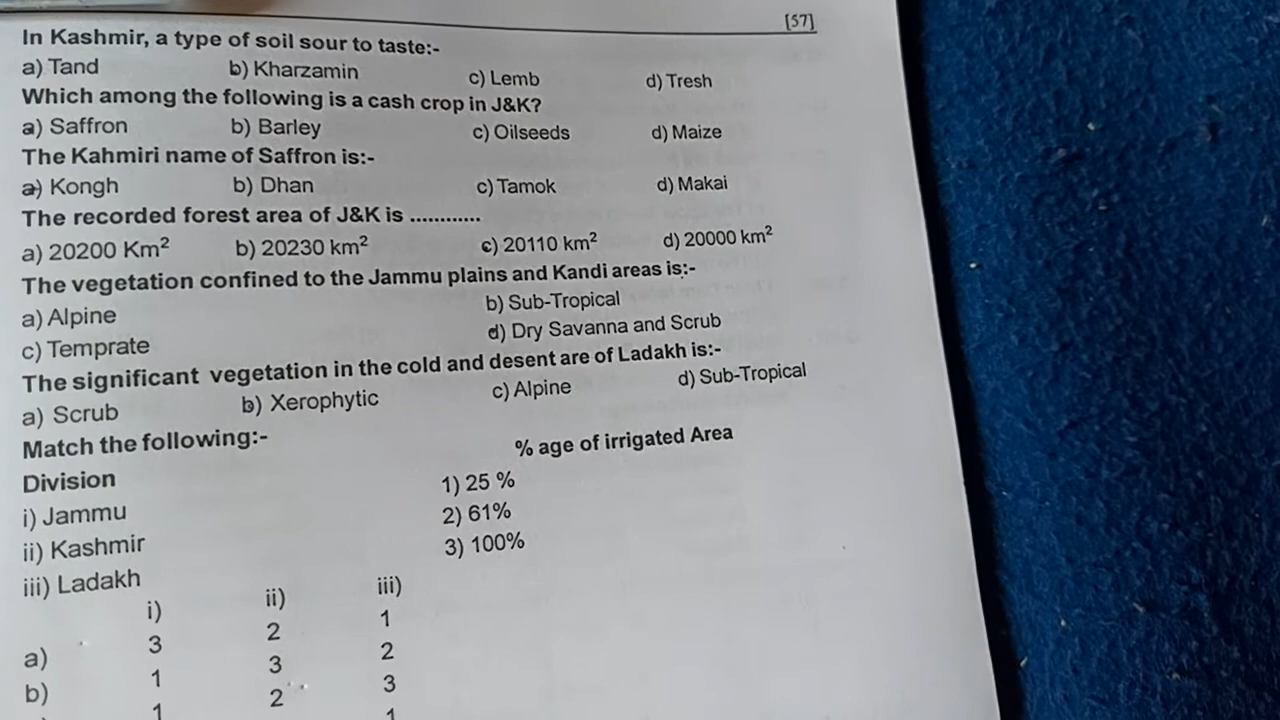 [57]
In Kashmir, a type of soil sour to taste:-
a) Tand b) Kharzamin c) Lemb d) Tresh
Which among the following is a cash crop in J&K?
a) Saffron b) Barley c) Oilseeds d) Maize
The Kahmiri name of Saffron is:-
a) Kongh b) Dhan c) Tamok d) Makai
The recorded forest area of J&K is ............
a) 20200 Km² b) 20230 km² c) 20110 km² d) 20000 km²
The vegetation confined to the Jammu plains and Kandi areas is:-
a) Alpine b) Sub-Tropical
c) Temprate d) Dry Savanna and Scrub
The significant vegetation in the cold and desent are of Ladakh is:-
a) Scrub b) Xerophytic c) Alpine d) Sub-Tropical
Match the following:-
Division % age of irrigated Area
i) Jammu 1) 25 %
ii) Kashmir 2) 61%
iii) Ladakh 3) 100%
i) ii) iii)
a) 3 2 1
b) 1 3 2
1 2 3
1